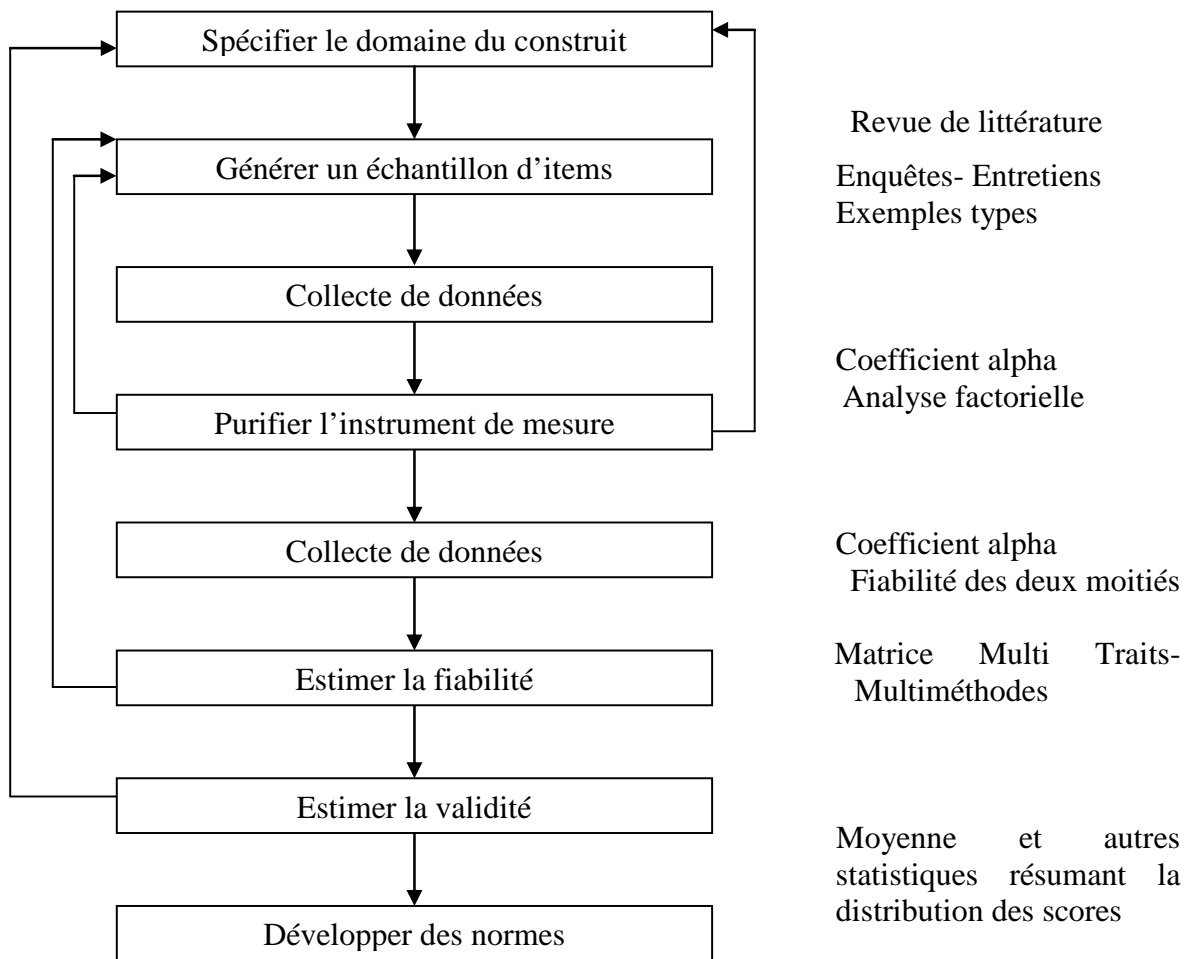 Spécifier le domaine du construit
Revue de littérature
Générer un échantillon d’items
Enquêtes- Entretiens
Exemples types
Collecte de données
Coefficient alpha
Analyse factorielle
Purifier l’instrument de mesure
Collecte de données
Coefficient alpha
Fiabilité des deux moitiés
Estimer la fiabilité
Matrice Multi Traits-
Multiméthodes
Estimer la validité
Moyenne et autres
statistiques résumant la
distribution des scores
Développer des normes